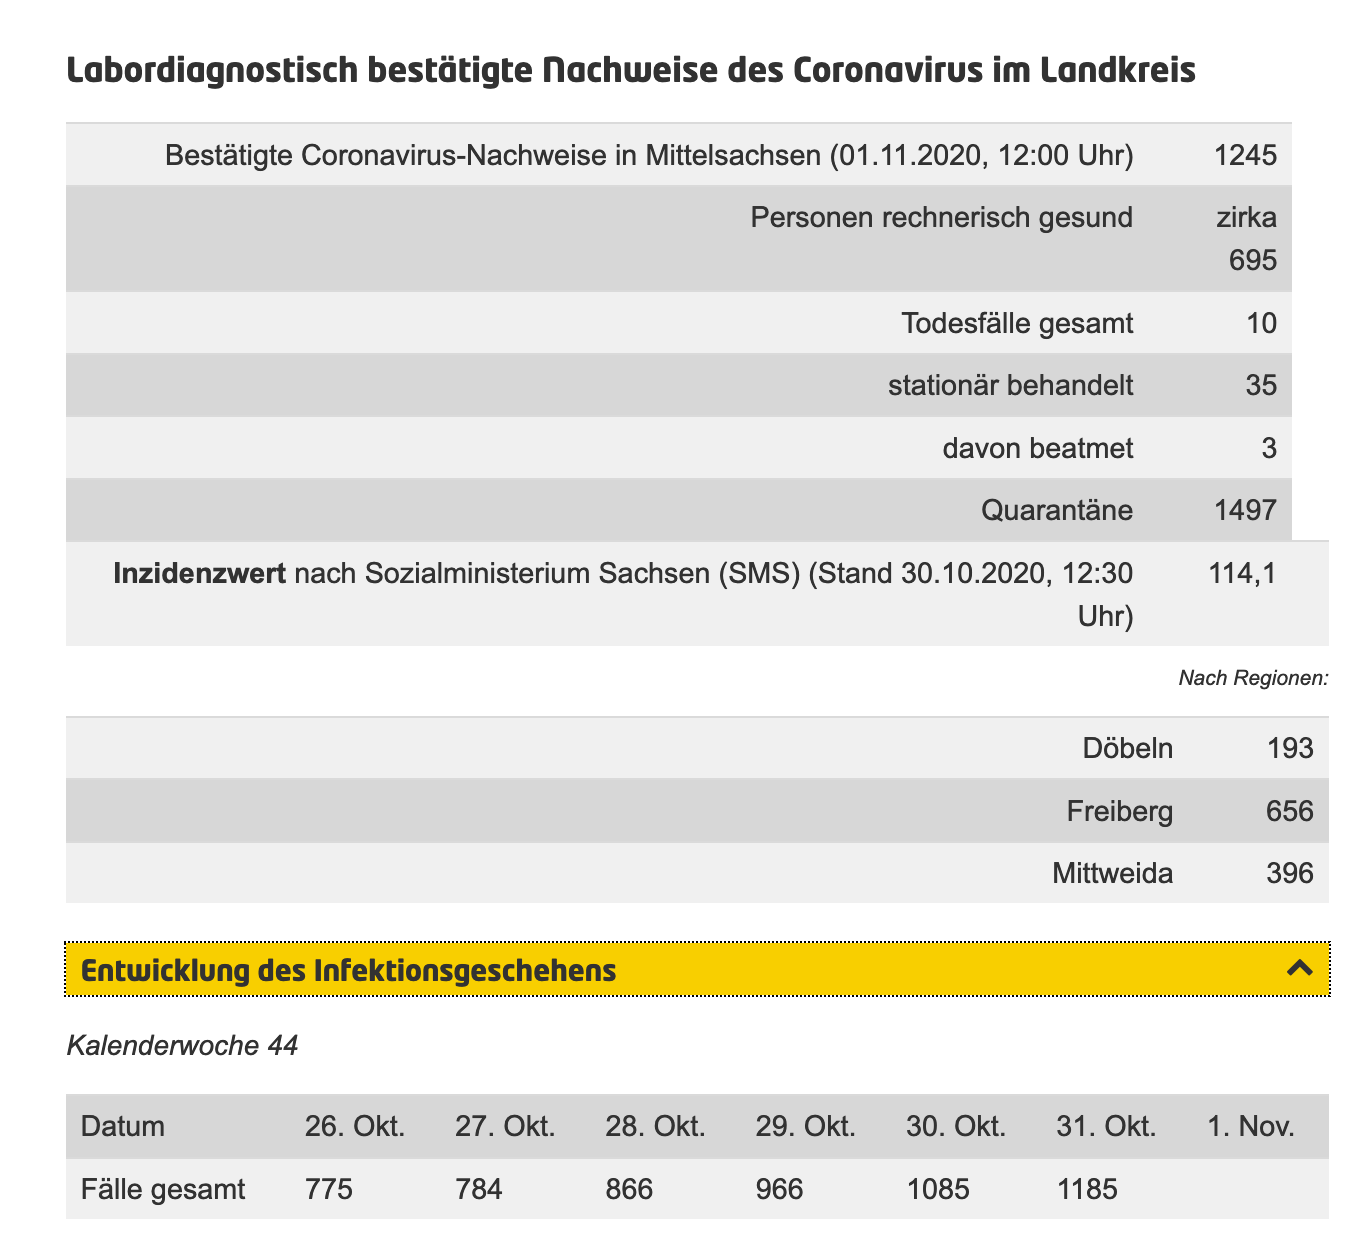 Labordiagnostisch bestätigte Nachweise des Coronavirus im Landkreis
Bestätigte Coronavirus-Nachweise in Mittelsachsen (01.11.2020, 12:00 Uhr) 1245
Personen rechnerisch gesund zirka
695
Todesfälle gesamt 10
stationär behandelt 35
davon beatmet 3
Quarantäne 1497
Inzidenzwert nach Sozialministerium Sachsen (SMS) (Stand 30.10.2020, 12:30 114,1
Uhr)
Nach Regionen:
Döbeln 193
Freiberg 656
Mittweida 396
Entwicklung des Infektionsgeschehens
Kalenderwoche 44
Datum 26. Okt. 27. Okt. 28. Okt. 29. Okt. 30. Okt. 31. Okt. 1. Nov.
Fälle gesamt 775 784 866 966 1085 1185